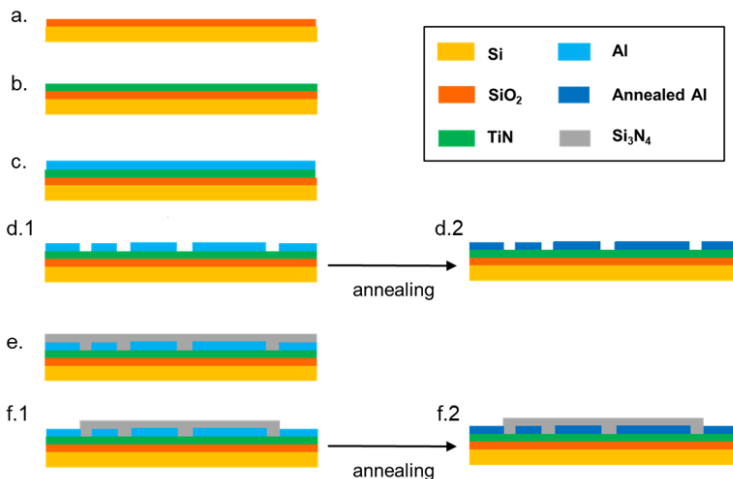 a.
Si
Al
b.
SiO₂
Annealed Al
TiN
Si₃N₄
c.
d.1
d.2
annealing
e.
f.1
f.2
annealing